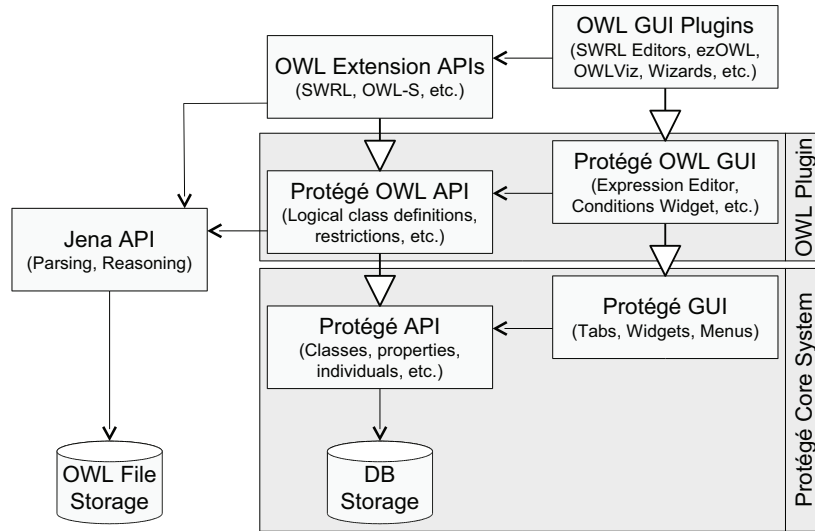 OWL GUI Plugins
(SWRL Editors, ezOWL,
OWLViz, Wizards, etc.)
OWL Extension APIs
(SWRL, OWL-S, etc.)
Protégé OWL GUI
(Expression Editor,
Conditions Widget, etc.)
Protégé OWL API
(Logical class definitions,
restrictions, etc.)
OWL Plugin
Jena API
(Parsing, Reasoning)
Protégé GUI
(Tabs, Widgets, Menus)
Protégé API
(Classes, properties,
individuals, etc.)
Protégé Core System
OWL File
Storage
DB
Storage